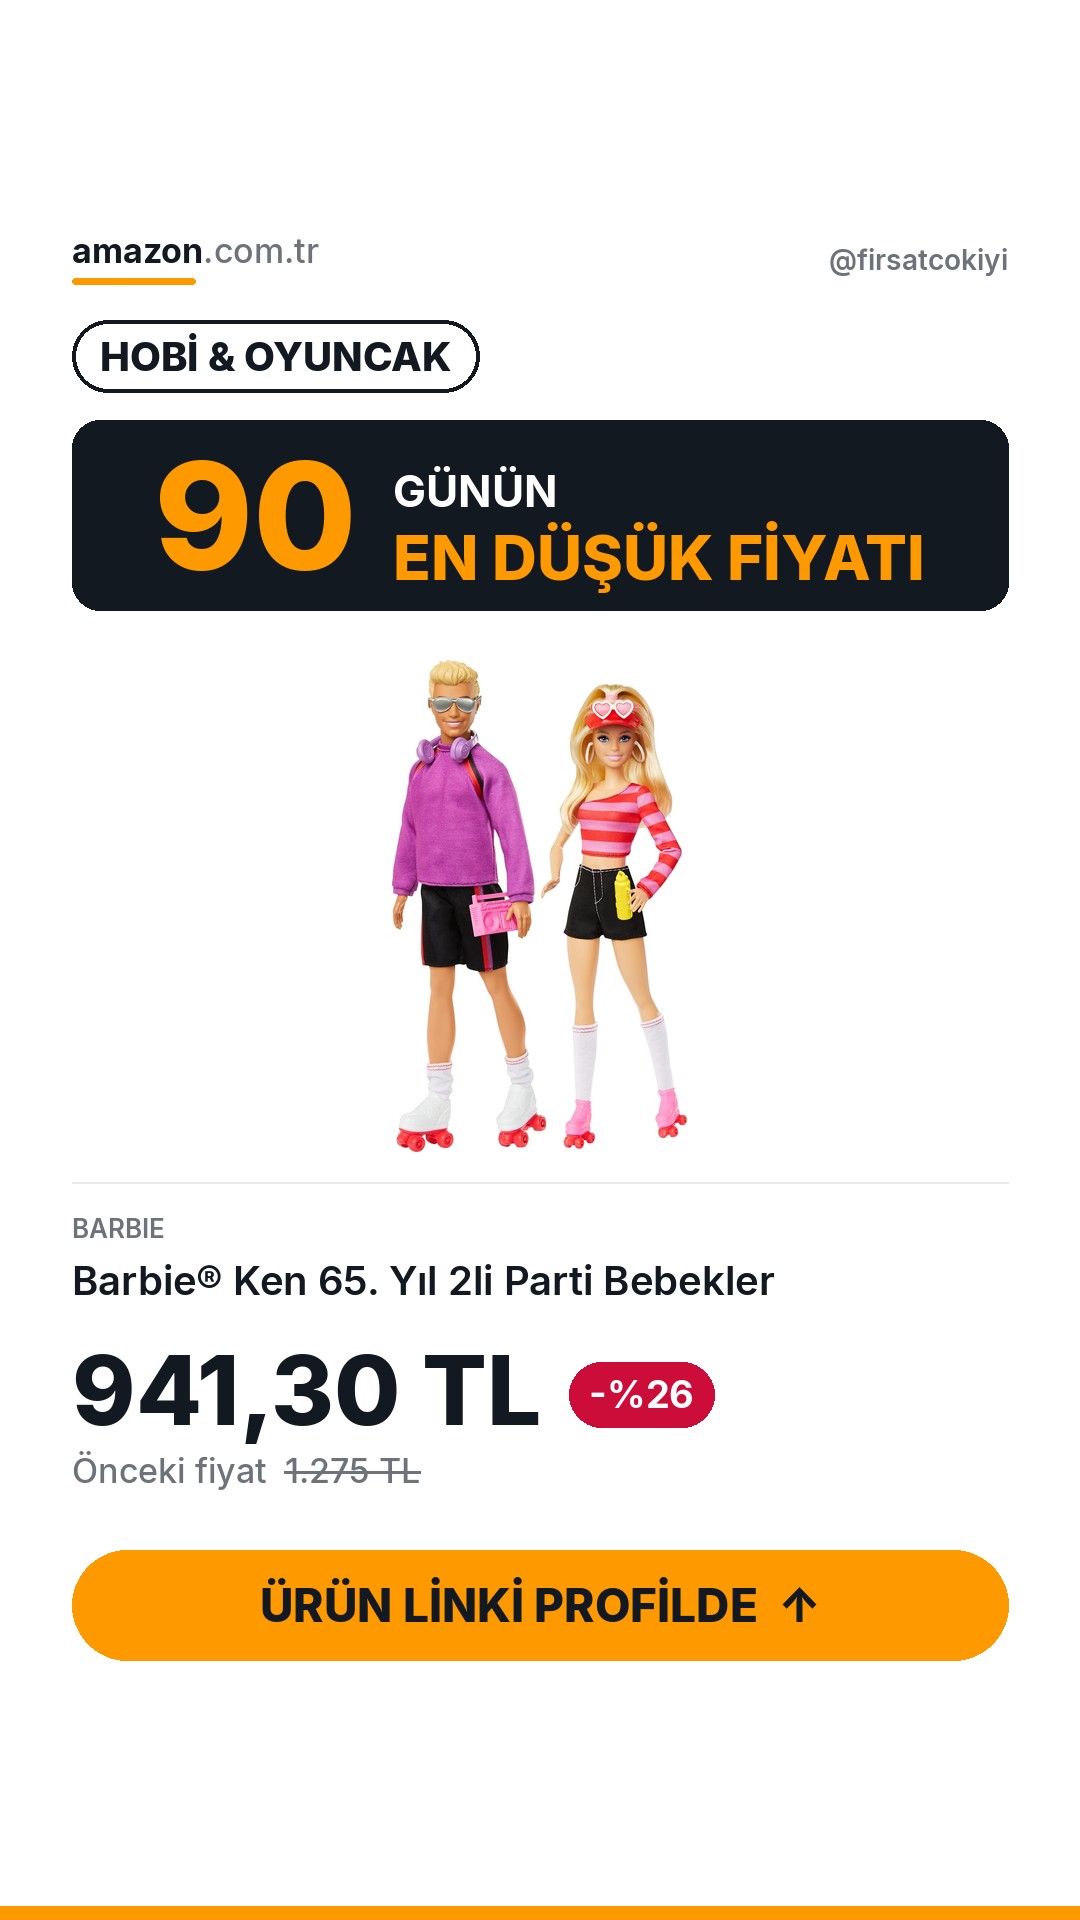 amazon.com.tr
@firsatcokiyi
HOBİ & OYUNCAK
90
GÜNÜN
EN DÜŞÜK FİYATI
BARBIE
Barbie® Ken 65. Yıl 2li Parti Bebekler
941,30 TL
-%26
Önceki fiyat 1.275 TL
ÜRÜN LİNKİ PROFİLDE ↑